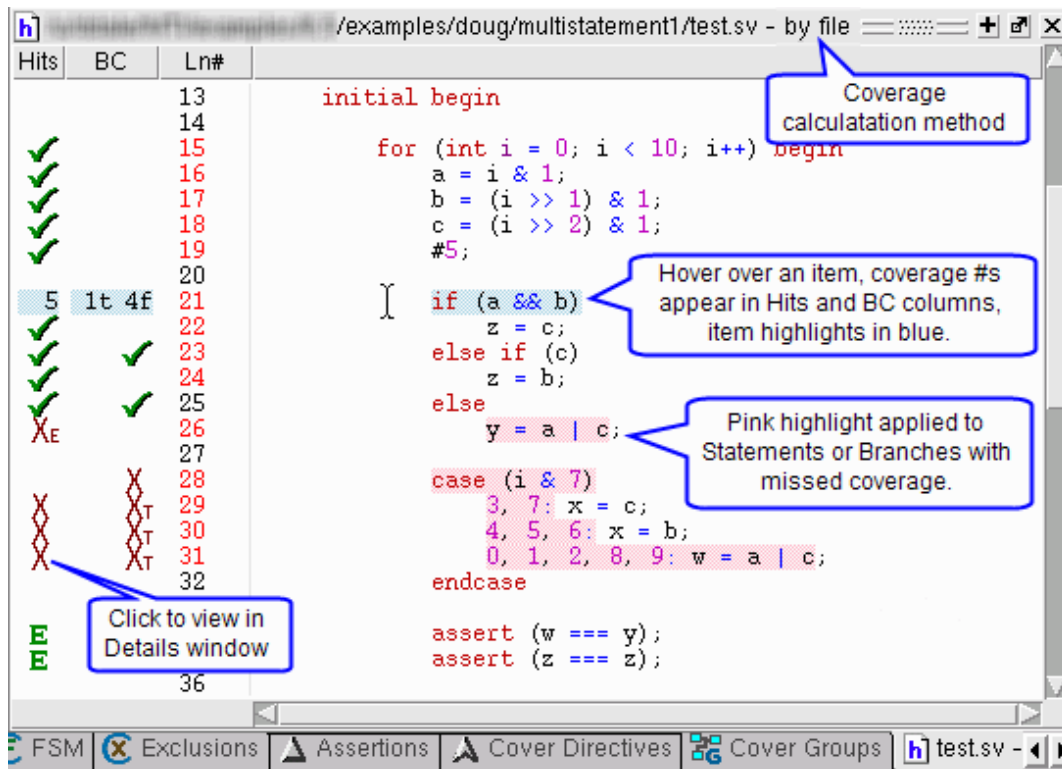 h /examples/doug/multistatement1/test.sv - by file
Hits BC Ln#
Coverage
calculatation method
13 initial begin
14
15 for (int i = 0; i < 10; i++) begin
16 a = i & 1;
17 b = (i >> 1) & 1;
18 c = (i >> 2) & 1;
19 #5;
20
Hover over an item, coverage #s
appear in Hits and BC columns,
item highlights in blue.
5 1t 4f 21 if (a && b)
22 z = c;
23 else if (c)
24 z = b;
25 else
XE 26 y = a | c;
27
Pink highlight applied to
Statements or Branches with
missed coverage.
X 28 case (i & 7)
X XT 29 3, 7: x = c;
X XT 30 4, 5, 6: x = b;
X XT 31 0, 1, 2, 8, 9: w = a | c;
32 endcase
Click to view in
Details window
E assert (w === y);
E assert (z === z);
36
FSM Exclusions Assertions Cover Directives Cover Groups h test.sv -